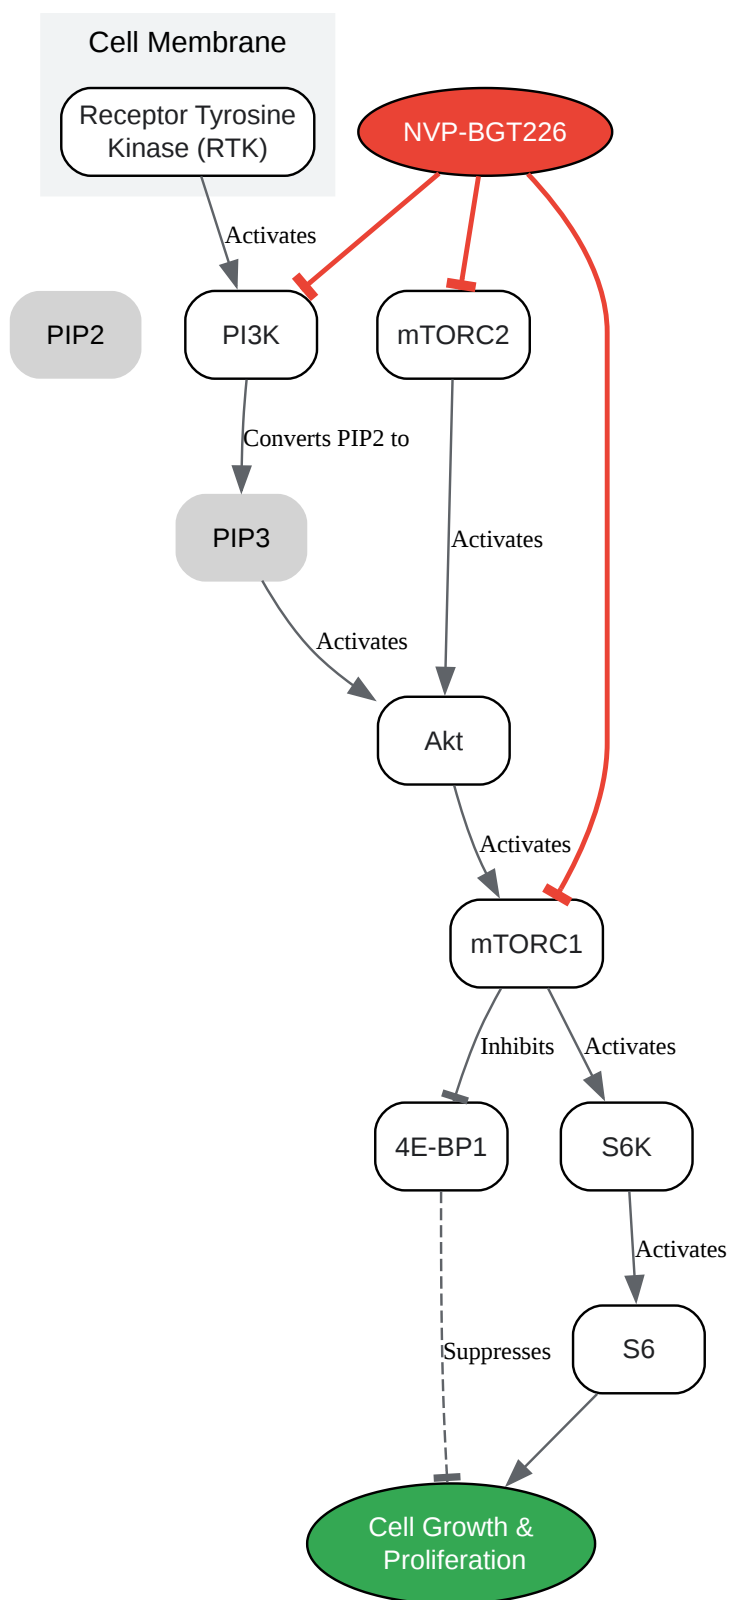 Cell Membrane
Receptor Tyrosine
Kinase (RTK)
NVP-BGT226
Activates
PIP2
PI3K
mTORC2
Converts PIP2 to
PIP3
Activates
Activates
Akt
Activates
mTORC1
Inhibits
Activates
4E-BP1
S6K
Activates
Suppresses
S6
Cell Growth &
Proliferation